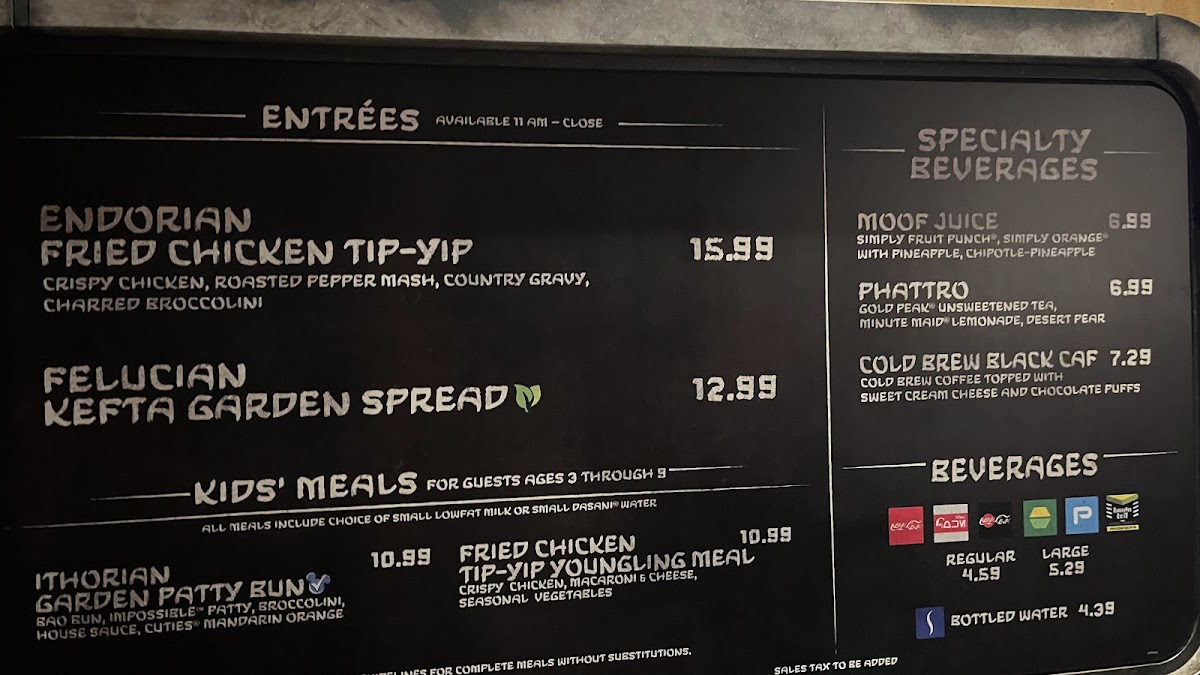 ENTRÉES AVAILABLE 11 AM – CLOSE
ENDORIAN
FRIED CHICKEN TIP-YIP 15.99
CRISPY CHICKEN, ROASTED PEPPER MASH, COUNTRY GRAVY,
CHARRED BROCCOLINI
FELUCIAN
KEFTA GARDEN SPREAD 12.99
KIDS' MEALS FOR GUESTS AGES 3 THROUGH 9
ALL MEALS INCLUDE CHOICE OF SMALL LOWFAT MILK OR SMALL DASANI® WATER
10.99
ITHORIAN
GARDEN PATTY BUN
BAO BUN, IMPOSSIBLE™ PATTY, BROCCOLINI,
HOUSE SAUCE, CUTIES® MANDARIN ORANGE
10.99
FRIED CHICKEN
TIP-YIP YOUNGLING MEAL
CRISPY CHICKEN, MACARONI & CHEESE,
SEASONAL VEGETABLES
FOR COMPLETE MEALS WITHOUT SUBSTITUTIONS.
SPECIALTY
BEVERAGES
MOOF JUICE 6.99
SIMPLY FRUIT PUNCH®, SIMPLY ORANGE®
WITH PINEAPPLE, CHIPOTLE-PINEAPPLE
PHATTRO 6.99
GOLD PEAK® UNSWEETENED TEA,
MINUTE MAID® LEMONADE, DESERT PEAR
COLD BREW BLACK CAF 7.29
COLD BREW COFFEE TOPPED WITH
SWEET CREAM CHEESE AND CHOCOLATE PUFFS
BEVERAGES
REGULAR LARGE
4.59 5.29
BOTTLED WATER 4.39
SALES TAX TO BE ADDED